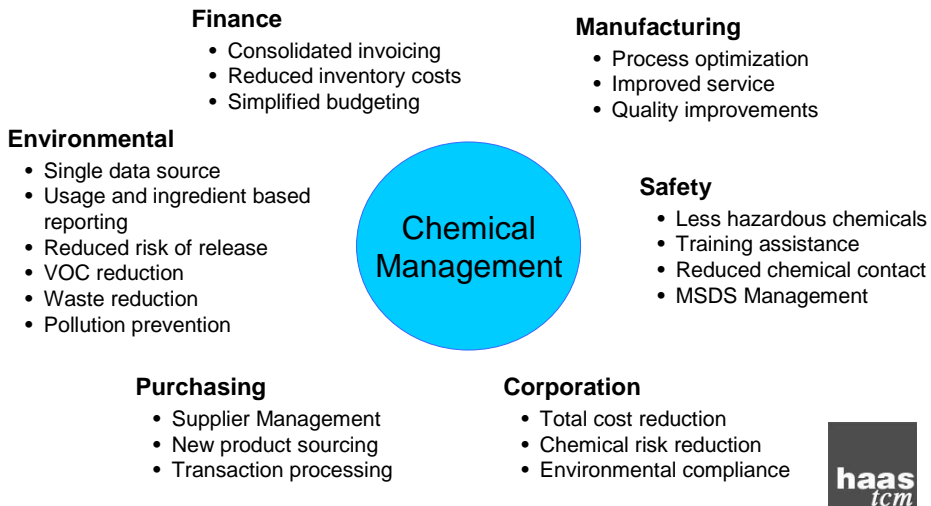 Finance
• Consolidated invoicing
• Reduced inventory costs
• Simplified budgeting
Manufacturing
• Process optimization
• Improved service
• Quality improvements
Environmental
• Single data source
• Usage and ingredient based
reporting
• Reduced risk of release
• VOC reduction
• Waste reduction
• Pollution prevention
Chemical
Management
Safety
• Less hazardous chemicals
• Training assistance
• Reduced chemical contact
• MSDS Management
Purchasing
• Supplier Management
• New product sourcing
• Transaction processing
Corporation
• Total cost reduction
• Chemical risk reduction
• Environmental compliance
haas
tcm